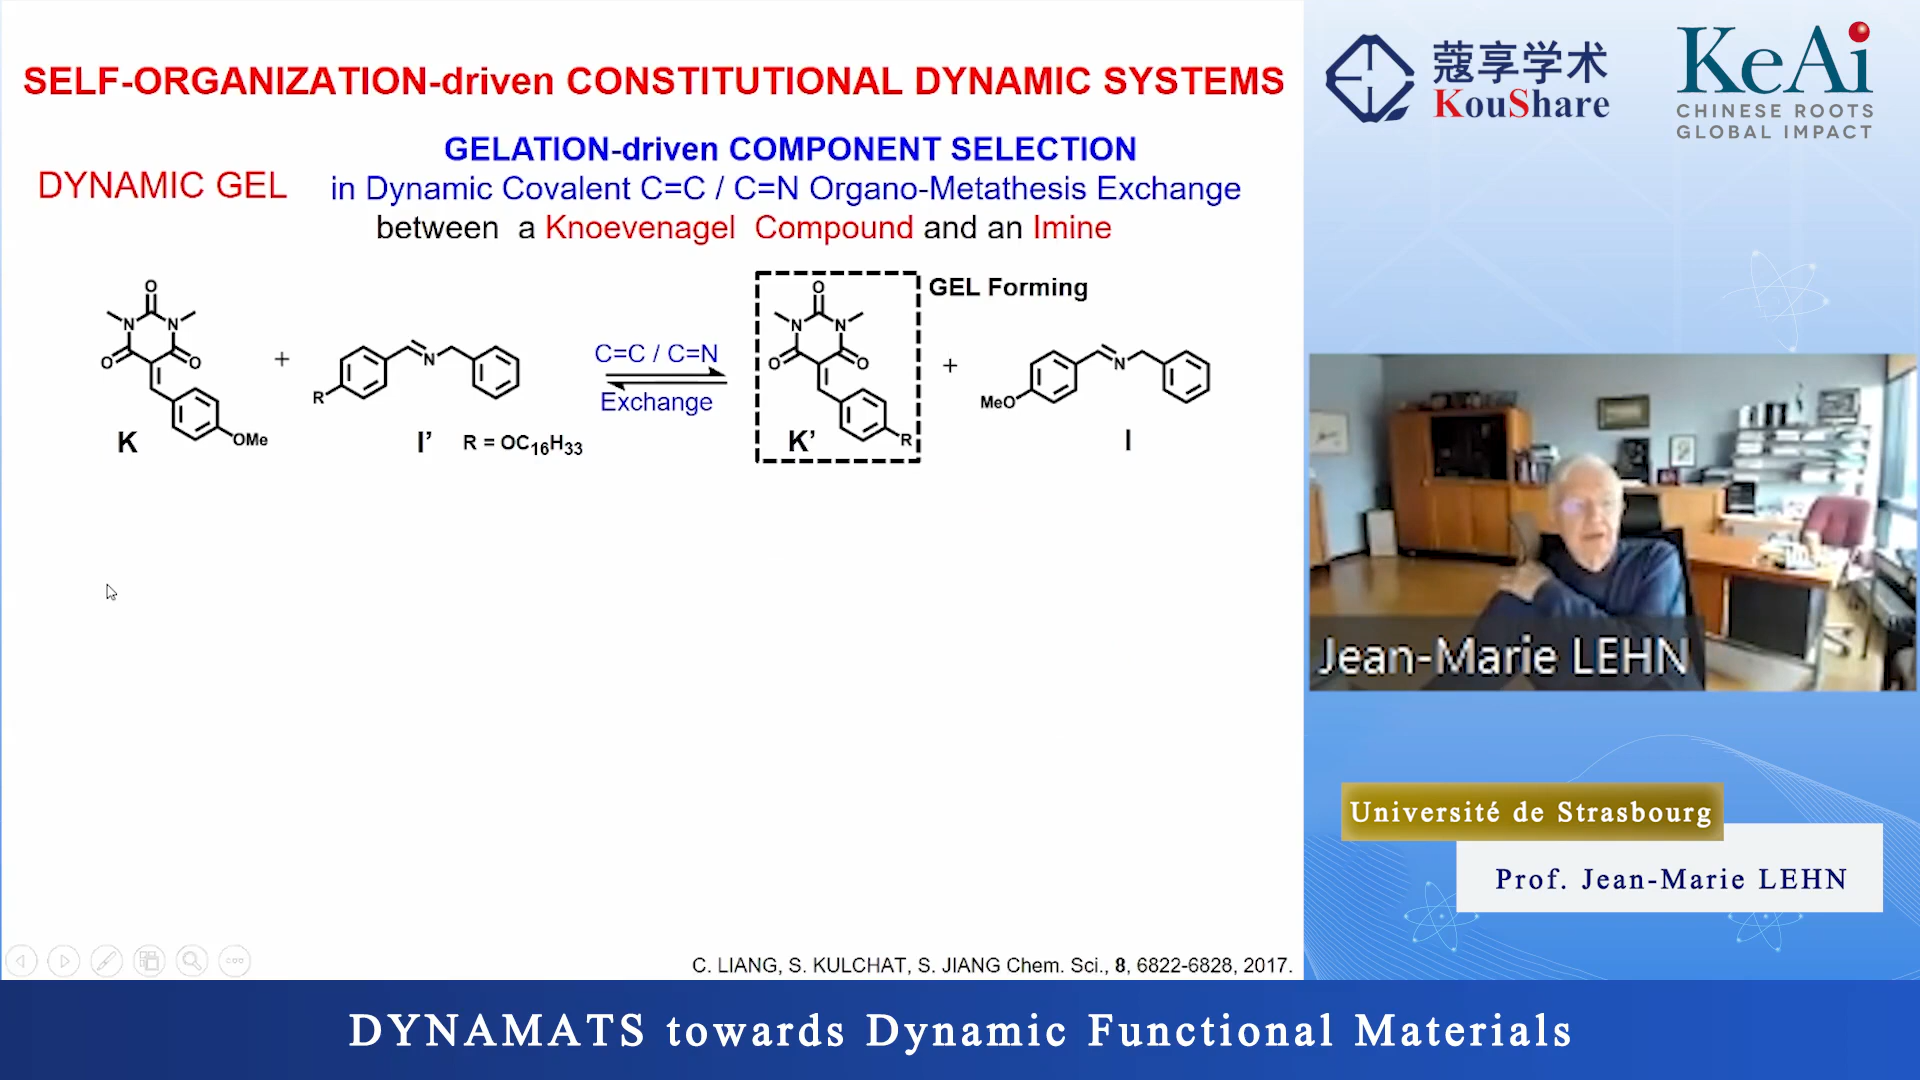 SELF-ORGANIZATION-driven CONSTITUTIONAL DYNAMIC SYSTEMS
GELATION-driven COMPONENT SELECTION
DYNAMIC GEL
in Dynamic Covalent C=C / C=N Organo-Metathesis Exchange
between a Knoevenagel Compound and an Imine
GEL Forming
O
N N
O O
OMe
K
+
N
R
I’ R = OC16H33
C=C / C=N
Exchange
O
N N
O O
R
K’
+
N
MeO
I
C. LIANG, S. KULCHAT, S. JIANG Chem. Sci., 8, 6822-6828, 2017.
蔻享学术
KouShare
KeAi
CHINESE ROOTS
GLOBAL IMPACT
Jean-Marie LEHN
Université de Strasbourg
Prof. Jean-Marie LEHN
DYNAMATS towards Dynamic Functional Materials